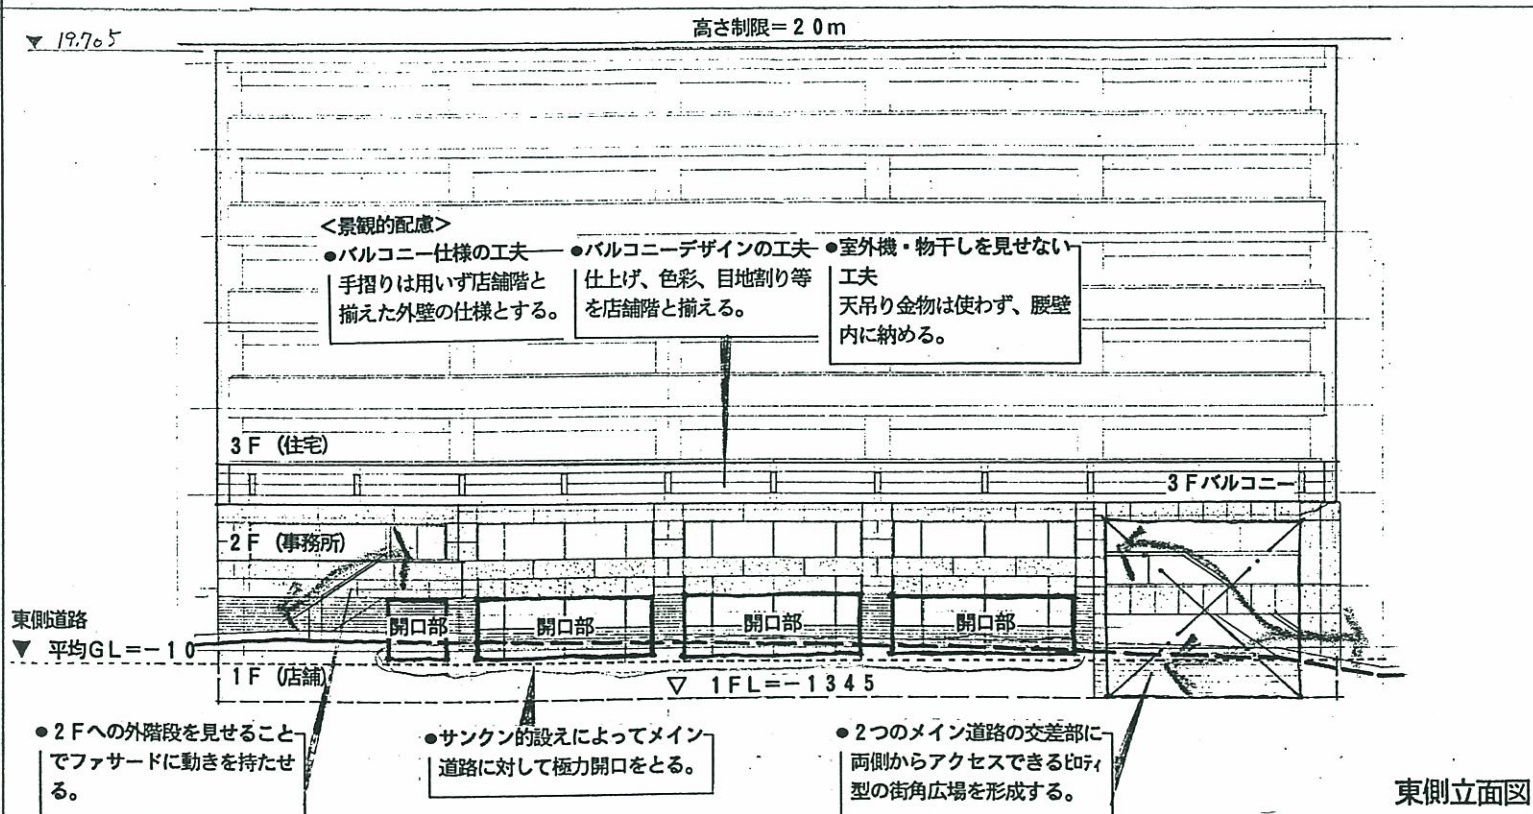 高さ制限=20m
▼ 19.705
＜景観的配慮＞
●バルコニー仕様の工夫
手摺りは用いず店舗階と
揃えた外壁の仕様とする。
●バルコニーデザインの工夫
仕上げ、色彩、目地割り等
を店舗階と揃える。
●室外機・物干しを見せない
工夫
天吊り金物は使わず、腰壁
内に納める。
3F (住宅)
3Fバルコニー
2F (事務所)
開口部
開口部
開口部
開口部
東側道路
▼ 平均GL=-10
1F (店舗)
▽ 1FL=-1345
●2Fへの外階段を見せること
でファサードに動きを持たせ
る。
●サンクン的設えによってメイン
道路に対して極力開口をとる。
●2つのメイン道路の交差部に
両側からアクセスできるピロティ
型の街角広場を形成する。
東側立面図